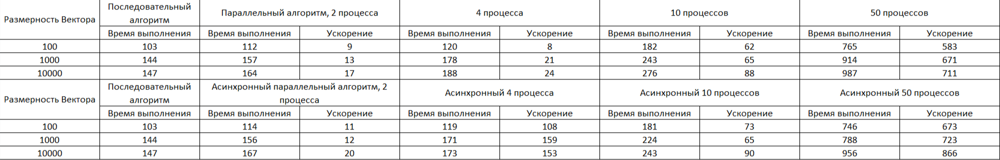 Размерность Вектора Последовательный алгоритм Параллельный алгоритм, 2 процесса 4 процесса 10 процессов 50 процессов
Время выполнения Время выполнения Ускорение Время выполнения Ускорение Время выполнения Ускорение Время выполнения Ускорение
100 103 112 9 120 8 182 62 765 583
1000 144 157 13 178 21 243 65 914 671
10000 147 164 17 188 24 276 88 987 711
Размерность Вектора Последовательный алгоритм Асинхронный параллельный алгоритм, 2 процесса Асинхронный 4 процесса Асинхронный 10 процессов Асинхронный 50 процессов
Время выполнения Время выполнения Ускорение Время выполнения Ускорение Время выполнения Ускорение Время выполнения Ускорение
100 103 114 11 119 108 181 73 746 673
1000 144 156 12 171 159 224 65 788 723
10000 147 167 20 173 153 243 90 956 866